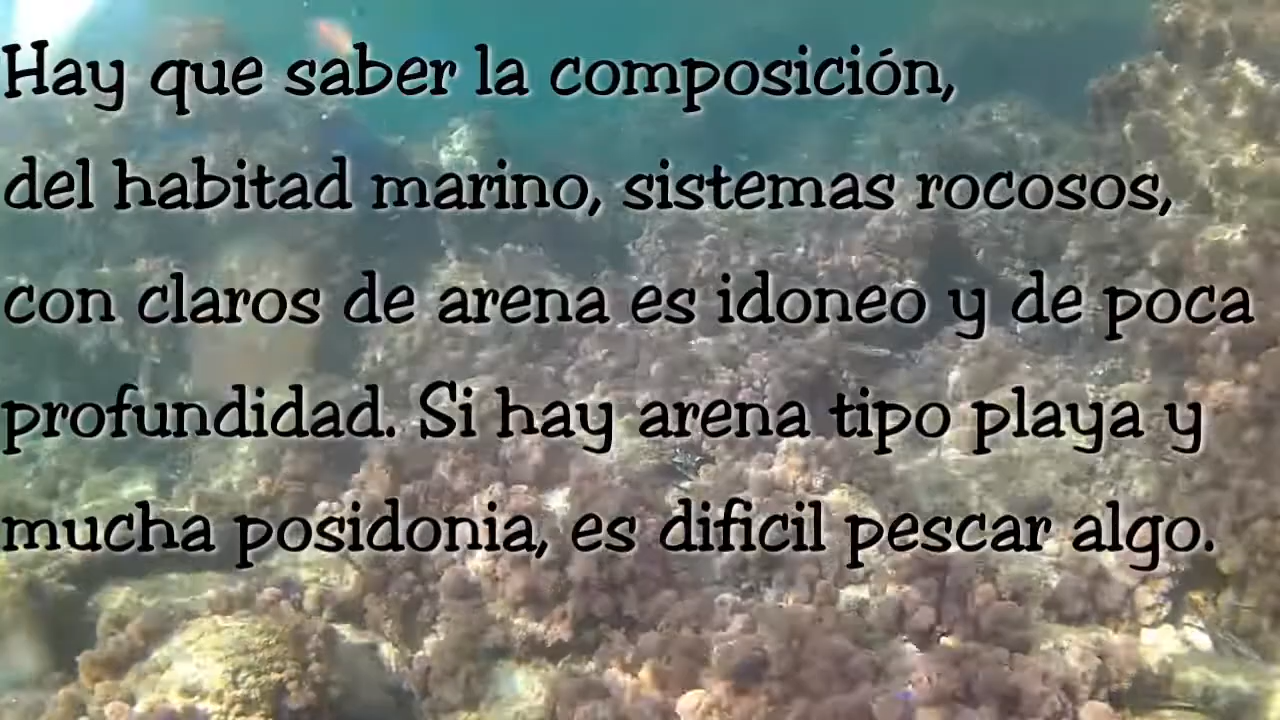 Hay que saber la composición,
del habitad marino, sistemas rocosos,
con claros de arena es idoneo y de poca
profundidad. Si hay arena tipo playa y
mucha posidonia, es dificil pescar algo.